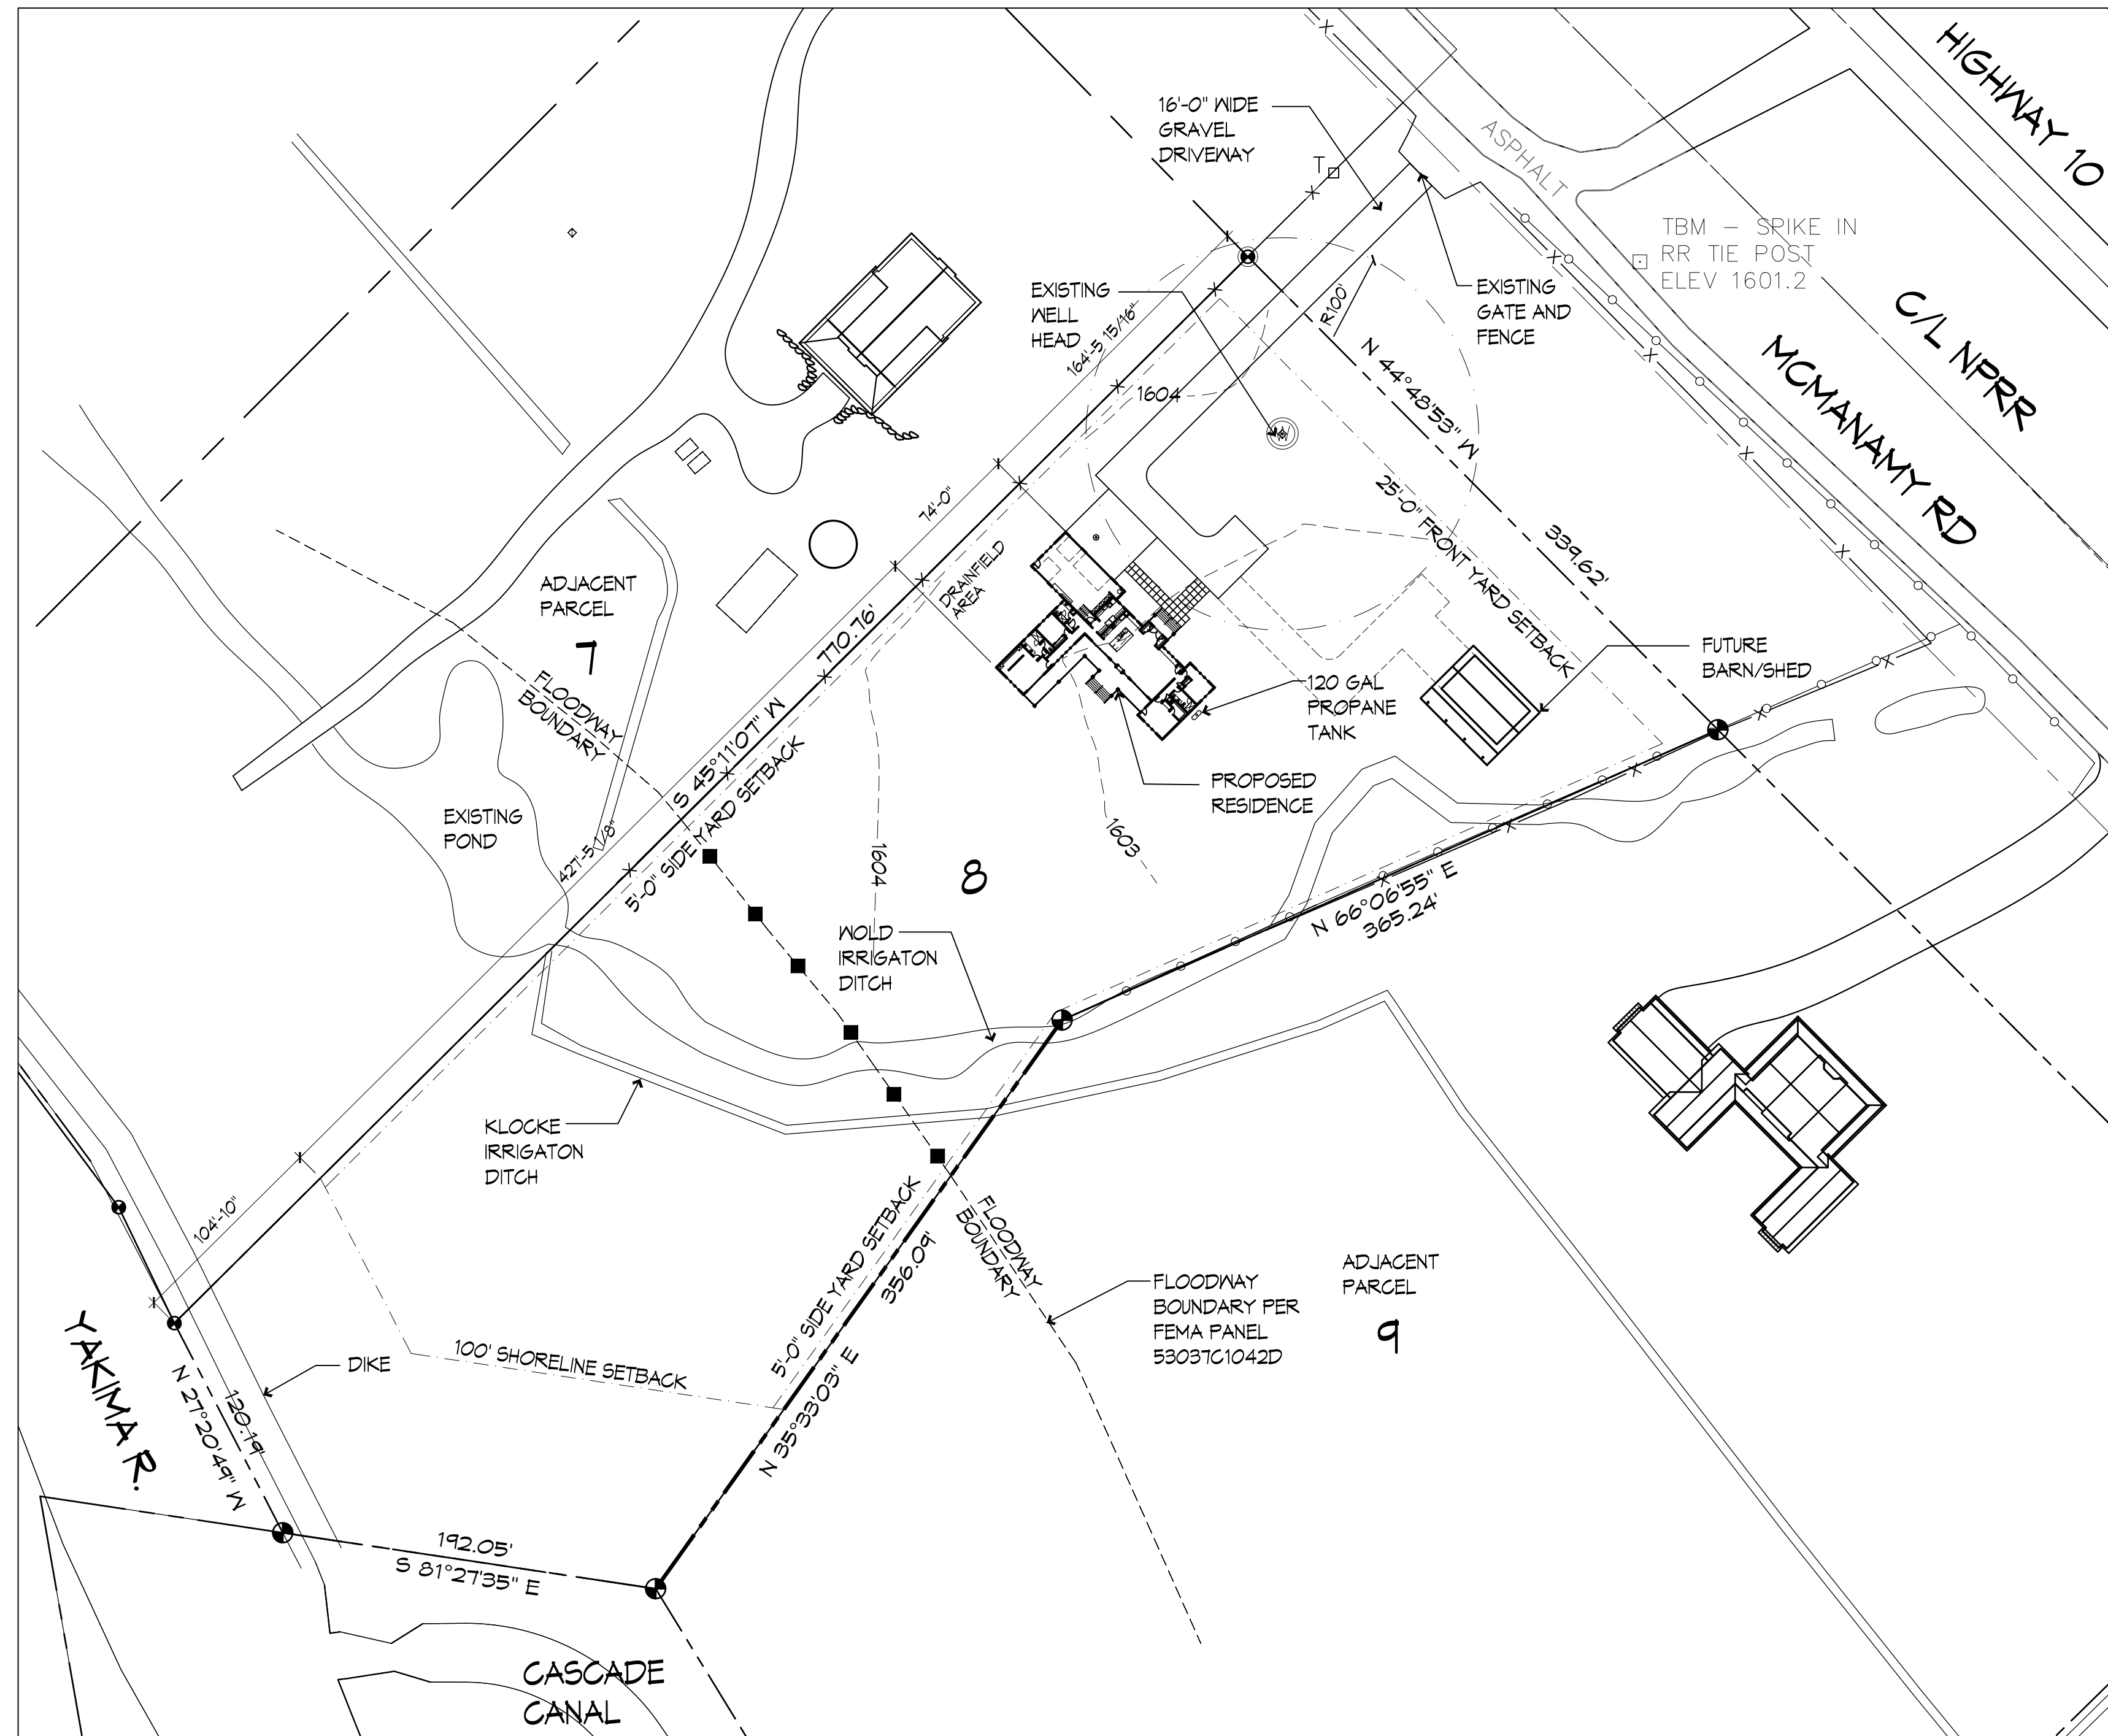 HIGHWAY 10
16'-0" WIDE
GRAVEL
DRIVEWAY
T
ASPHALT
TBM - SPIKE IN
RR TIE POST
ELEV 1601.2
C/L NPRR
MCMANAMY RD
EXISTING
WELL
HEAD
R100'
EXISTING
GATE AND
FENCE
164'-5 15/16"
1604
N 44°48'53" W
339.62'
25'-0" FRONT YARD SETBACK
74'-0"
DRAINFIELD
AREA
ADJACENT
PARCEL
7
FLOODWAY
BOUNDARY
770.76'
S 45°11'07" W
5'-0" SIDE YARD SETBACK
FUTURE
BARN/SHED
120 GAL
PROPANE
TANK
PROPOSED
RESIDENCE
EXISTING
POND
427'-5 1/8"
1604
1603
8
N 66°06'55" E
365.24'
WOLD
IRRIGATON
DITCH
KLOCKE
IRRIGATON
DITCH
104'-10"
5'-0" SIDE YARD SETBACK
356.09'
N 35°33'03" E
FLOODWAY
BOUNDARY
FLOODWAY
BOUNDARY PER
FEMA PANEL
53037C1042D
ADJACENT
PARCEL
9
YAKIMA R.
DIKE
100' SHORELINE SETBACK
120.19'
N 27°20'49" W
192.05'
S 81°27'35" E
CASCADE
CANAL